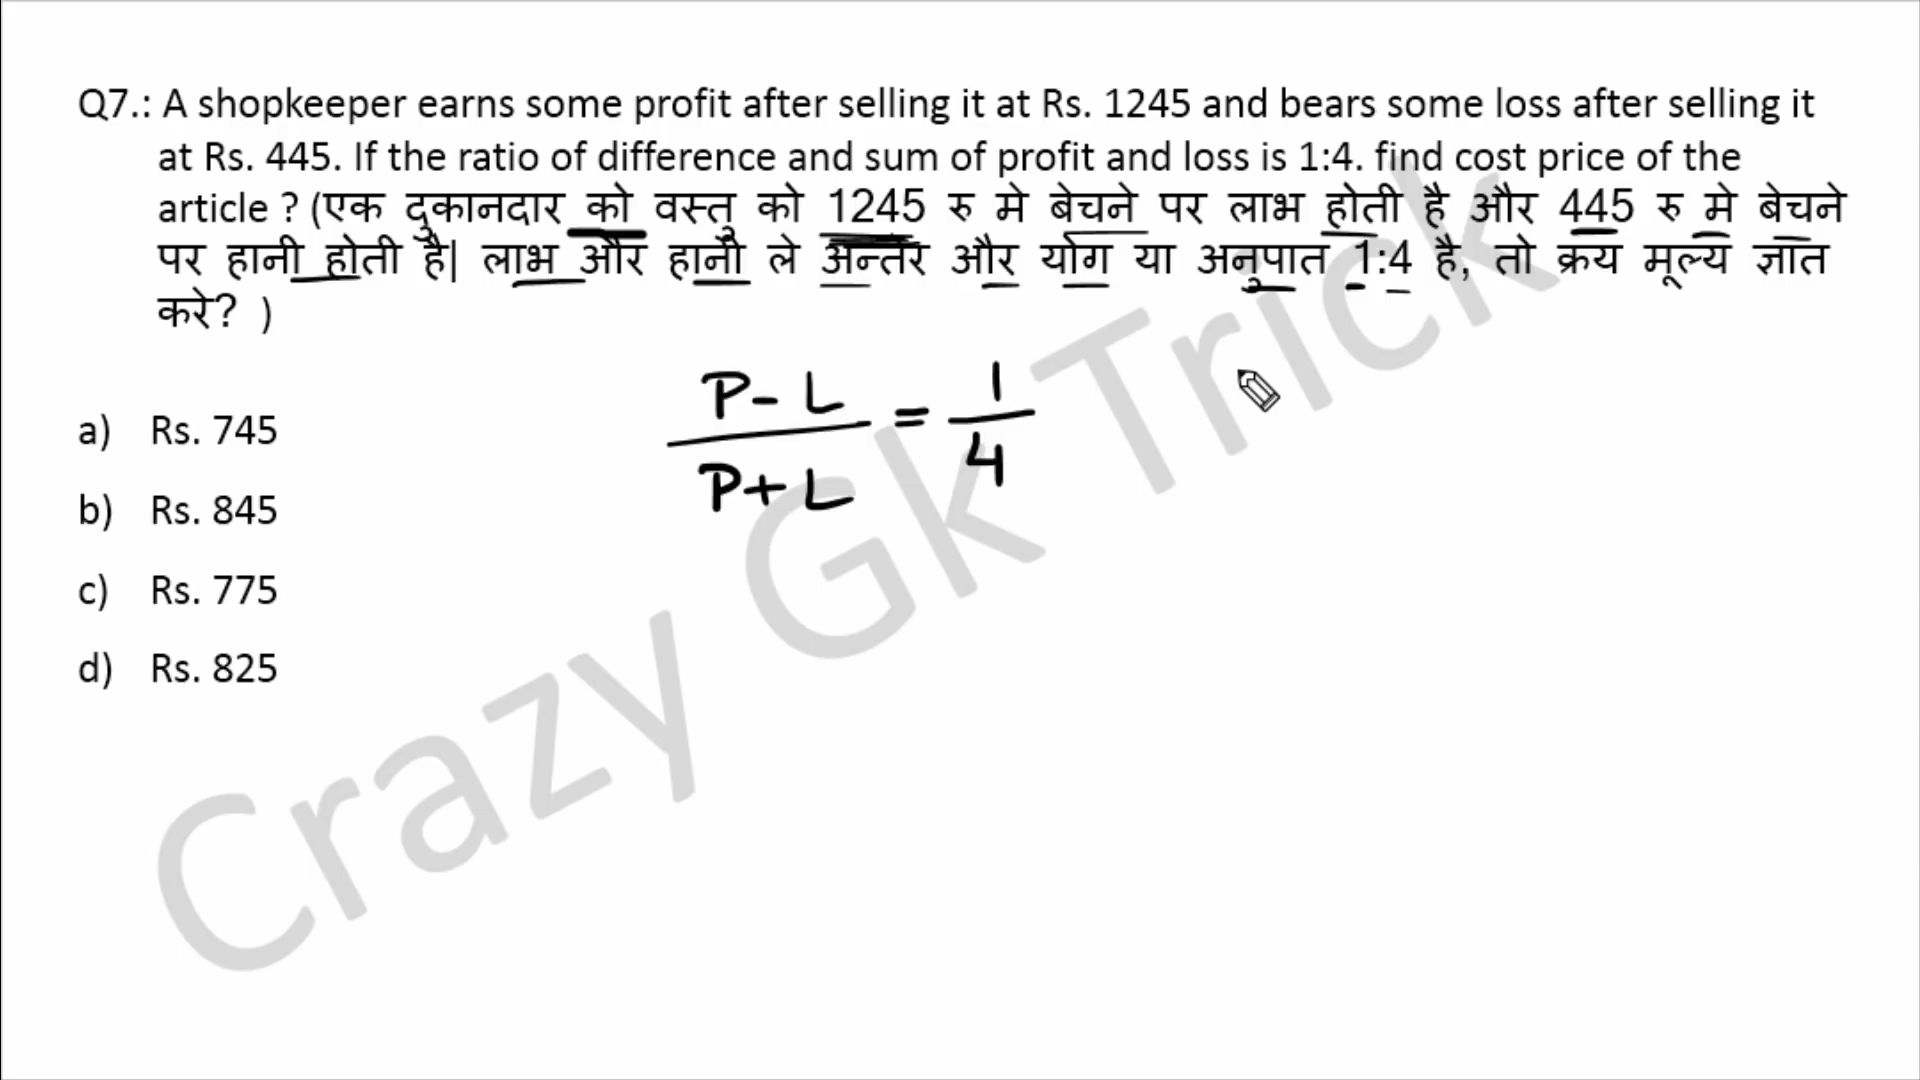 Q7.: A shopkeeper earns some profit after selling it at Rs. 1245 and bears some loss after selling it
at Rs. 445. If the ratio of difference and sum of profit and loss is 1:4. find cost price of the
article ? (एक दुकानदार को वस्तु को 1245 रु मे बेचने पर लाभ होती है और 445 रु मे बेचने
पर हानी होती है| लाभ और हानी ले अन्तर और योग या अनुपात 1:4 है, तो क्रय मूल्य ज्ञात
करे? )
P- L
P+ L
=
1
4
a) Rs. 745
b) Rs. 845
c) Rs. 775
d) Rs. 825
Crazy Gk Trick